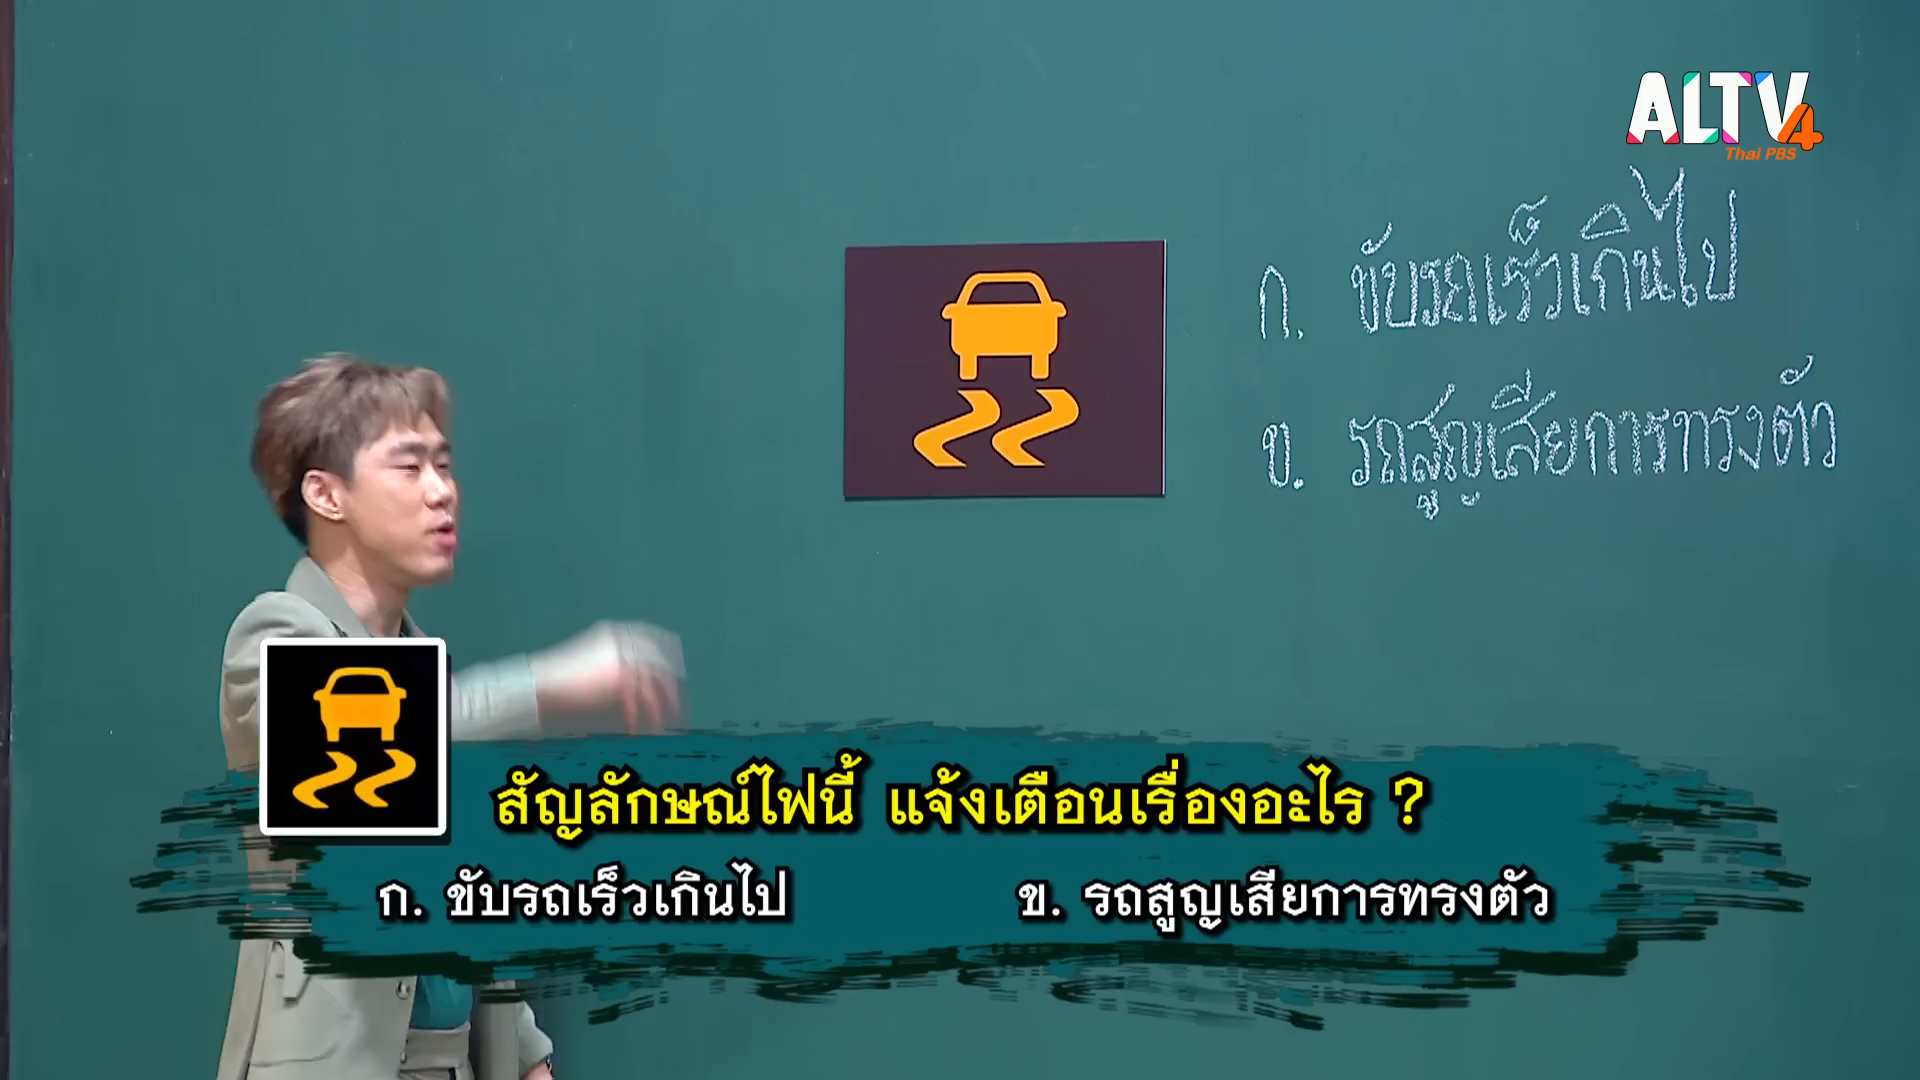 ALTV4
Thai PBS
ก. ขับรถเร็วเกินไป
ข. รถสูญเสียการทรงตัว
สัญลักษณ์ไฟนี้ แจ้งเตือนเรื่องอะไร ?
ก. ขับรถเร็วเกินไป
ข. รถสูญเสียการทรงตัว